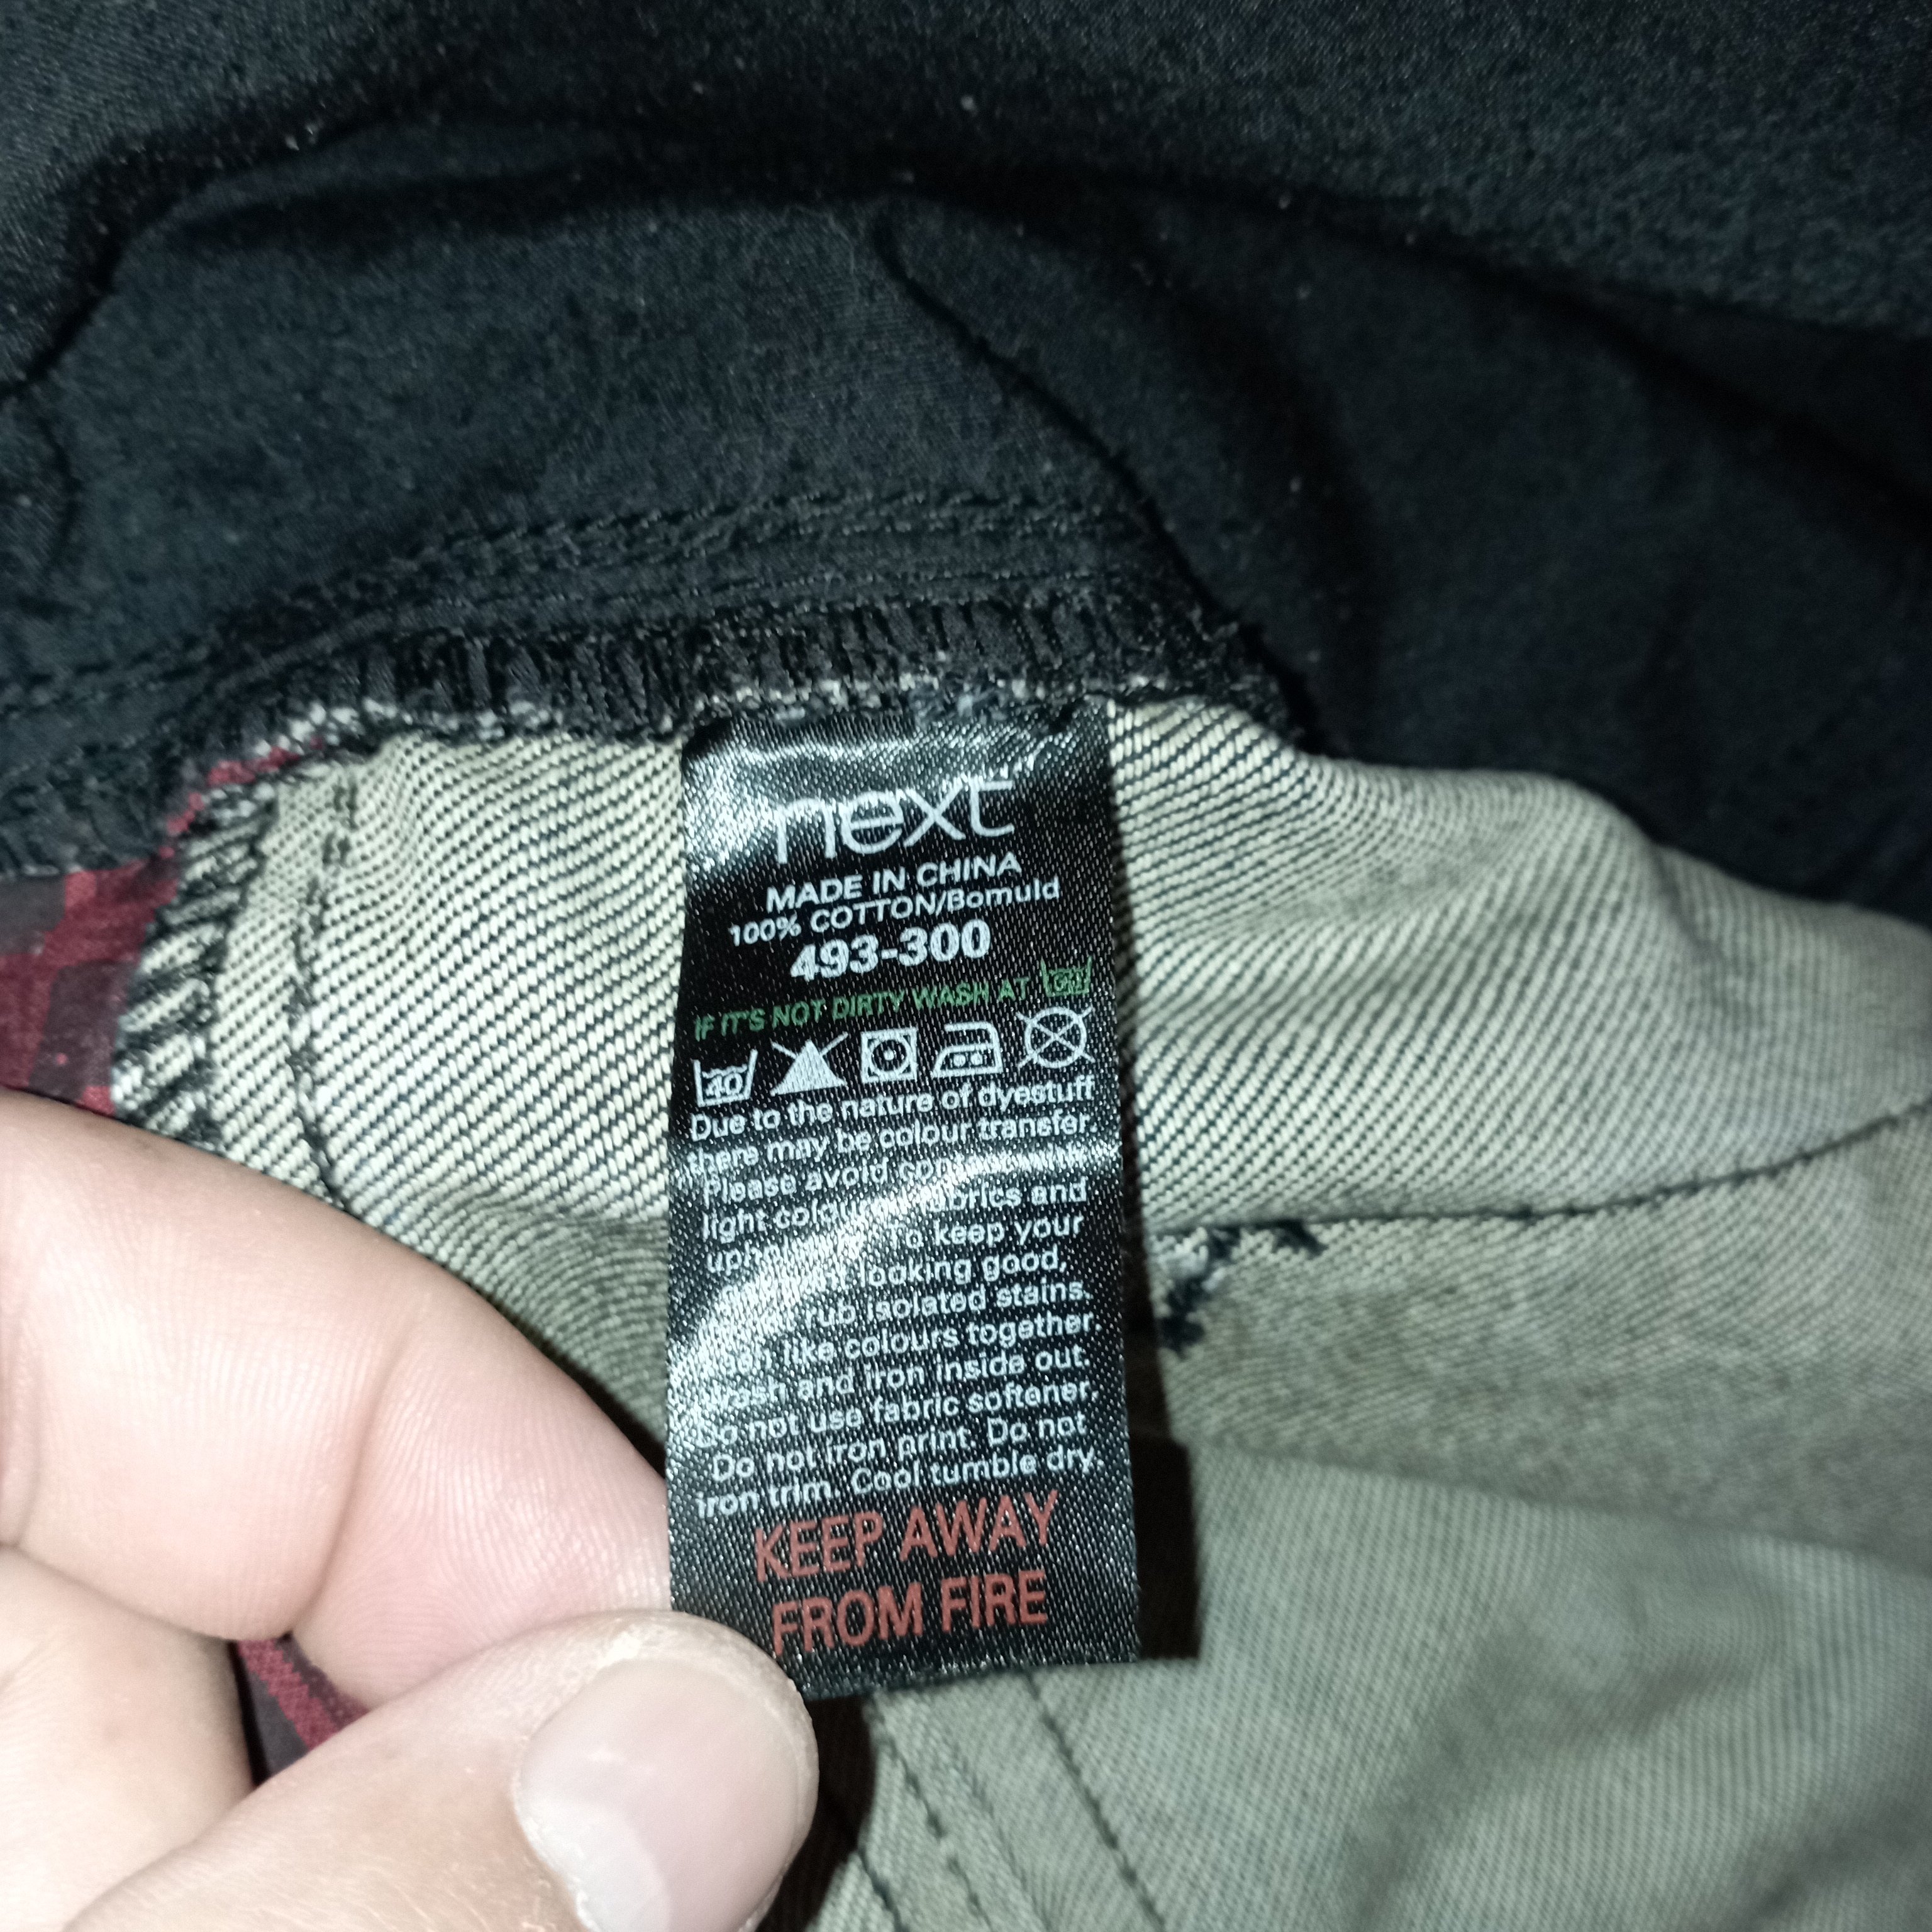 next
MADE IN CHINA
100% COTTON/Bomuld
493-300
IF IT'S NOT DIRTY WASH AT
40
Due to the nature of dyestuff
there may be colour transfer.
Please avoid
light fabrics and
To keep your
looking good,
rub isolated stains.
like colours together
Wash and iron inside out.
Do not use fabric softener.
Do not iron print. Do not
iron trim. Cool tumble dry.
KEEP AWAY
FROM FIRE